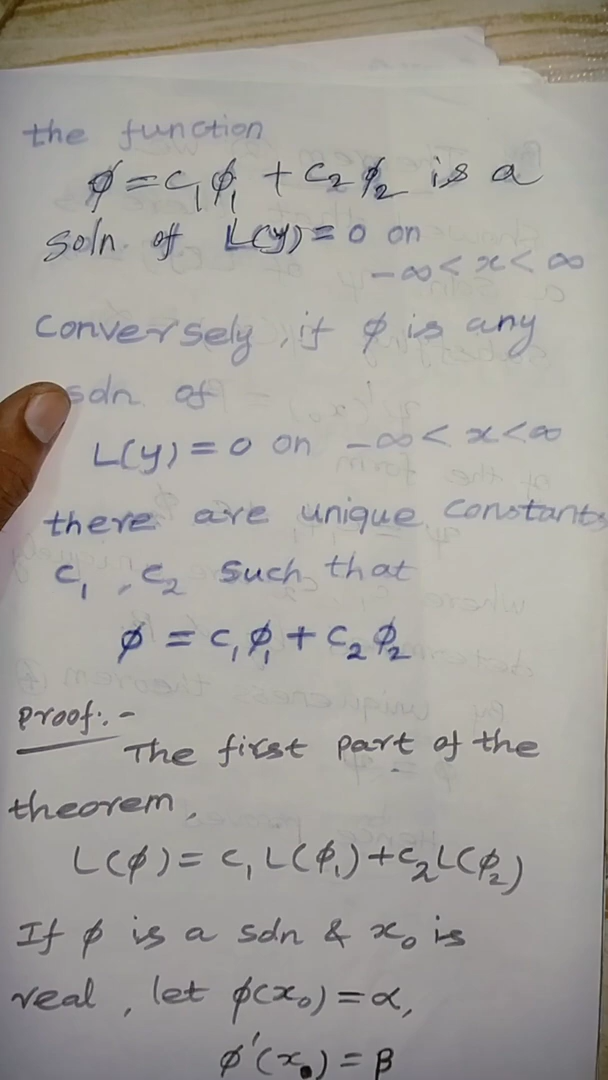 the function
ϕ = c₁ϕ₁ + c₂ϕ₂ is a
soln. of L(y) = 0 on
-∞ < x < ∞
Conversely, if ϕ is any
soln of
L(y) = 0 on -∞ < x < ∞
there are unique constants
c₁, c₂ such that
ϕ = c₁ϕ₁ + c₂ϕ₂
proof:-
The first part of the
theorem,
L(ϕ) = c₁L(ϕ₁) + c₂L(ϕ₂)
If ϕ is a soln & x₀ is
real, let ϕ(x₀) = α,
ϕ'(x₀) = β